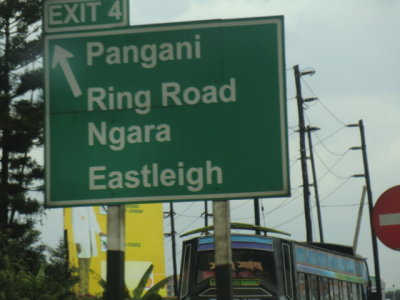 EXIT 4
Pangani
Ring Road
Ngara
Eastleigh